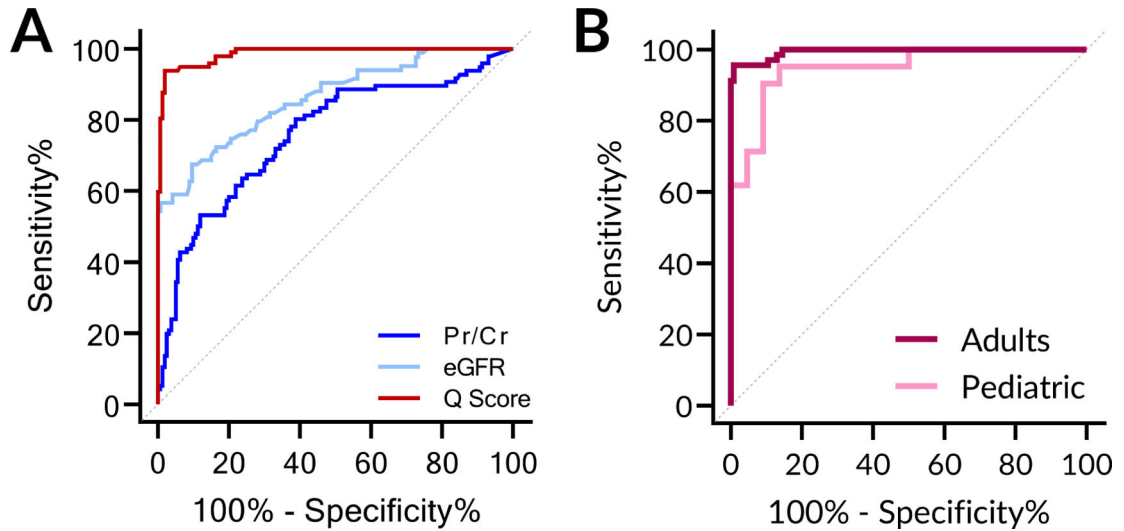 A
Sensitivity%
100
80
60
40
20
0
0 20 40 60 80 100
100% - Specificity%
Pr/Cr
eGFR
Q Score
B
Sensitivity%
100
80
60
40
20
0
0 20 40 60 80 100
100% - Specificity%
Adults
Pediatric